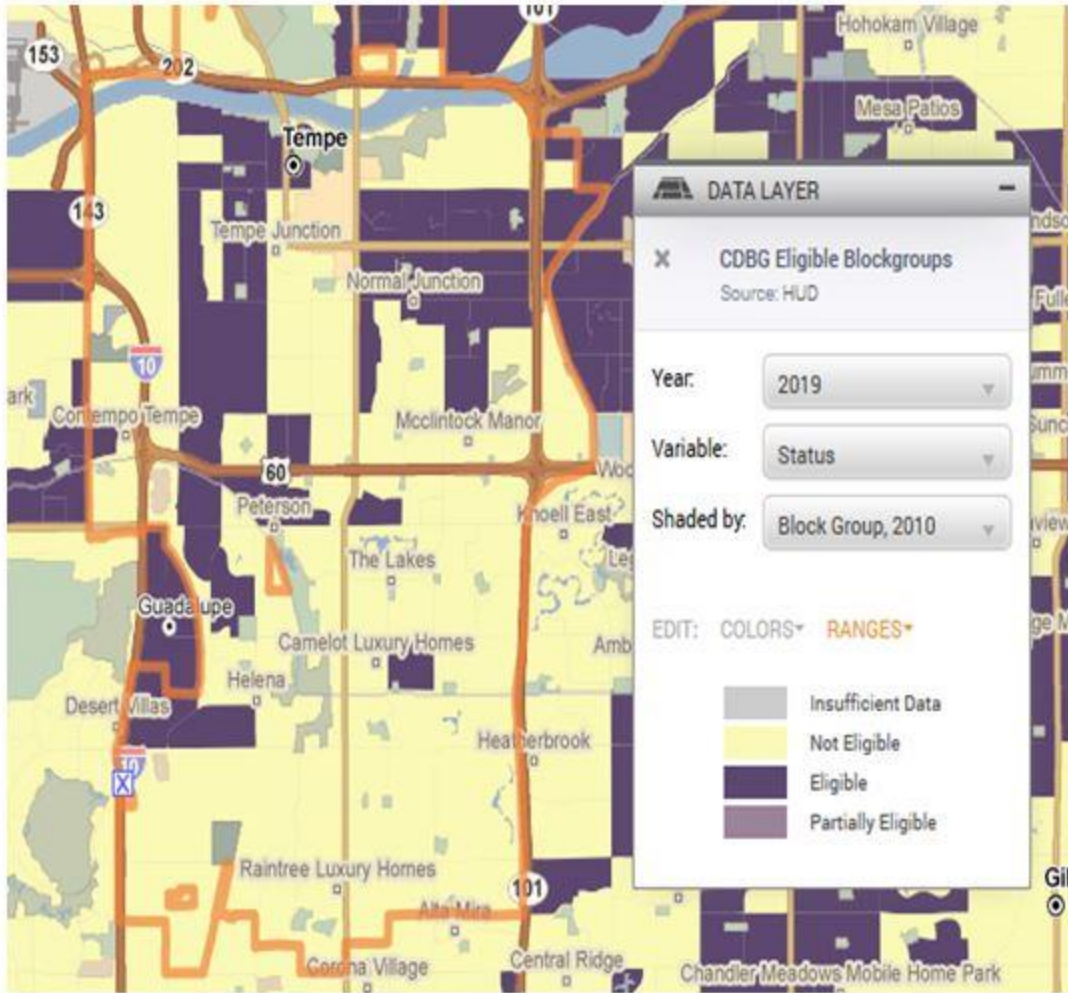 101
Hohokam Village
153
202
Mesa Patios
Tempe
DATA LAYER
143
Tempe Junction
CDBG Eligible Blockgroups
Source: HUD
Normal Junction
10
Year:
2019
Contempo Tempe
Mcclintock Manor
Variable:
Status
60
Peterson
Knoell East
Shaded by:
Block Group, 2010
The Lakes
Guadalupe
EDIT:
COLORS
RANGES
Camelot Luxury Homes
Helena
Desert Villas
Insufficient Data
Not Eligible
Heatherbrook
10
Eligible
Partially Eligible
Raintree Luxury Homes
101
Alta Mira
Corona Village
Central Ridge
Chandler Meadows Mobile Home Park